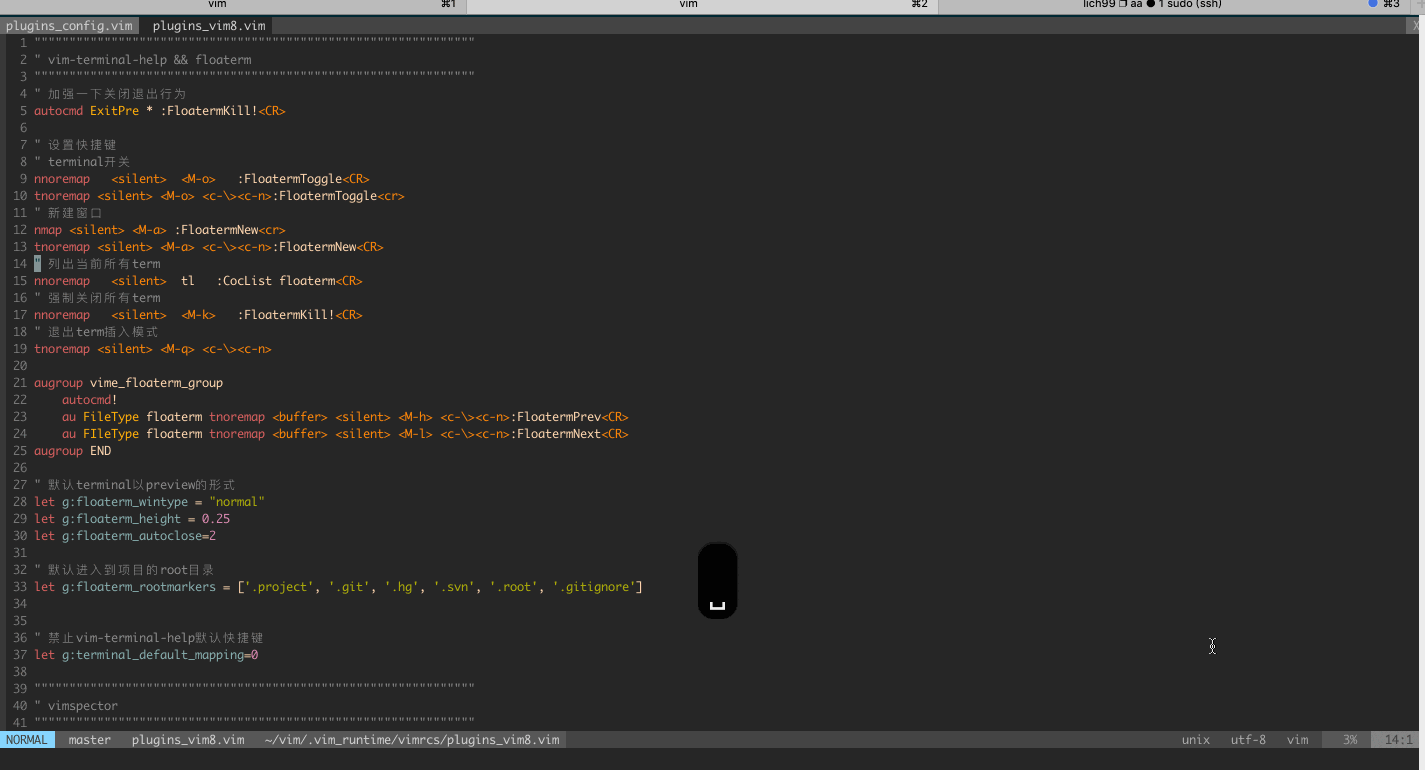 vim ⌘1 vim ⌘2 lich99 ❐ aa ● 1 sudo (ssh) ⌘3
plugins_config.vim plugins_vim8.vim X
1 """""""""""""""""""""""""""""""""""""""""""""""""""""""""""""""
2 " vim-terminal-help && floaterm
3 """""""""""""""""""""""""""""""""""""""""""""""""""""""""""""""
4 " 加强一下关闭退出行为
5 autocmd ExitPre * :FloatermKill!<CR>
6
7 " 设置快捷键
8 " terminal开关
9 nnoremap   <silent>  <M-o>   :FloatermToggle<CR>
10 tnoremap <silent> <M-o> <c-\><c-n>:FloatermToggle<cr>
11 " 新建窗口
12 nmap <silent> <M-a> :FloatermNew<cr>
13 tnoremap <silent> <M-a> <c-\><c-n>:FloatermNew<CR>
14 " 列出当前所有term
15 nnoremap   <silent>  tl   :CocList floaterm<CR>
16 " 强制关闭所有term
17 nnoremap   <silent>  <M-k>   :FloatermKill!<CR>
18 " 退出term插入模式
19 tnoremap <silent> <M-q> <c-\><c-n>
20
21 augroup vime_floaterm_group
22     autocmd!
23     au FileType floaterm tnoremap <buffer> <silent> <M-h> <c-\><c-n>:FloatermPrev<CR>
24     au FIleType floaterm tnoremap <buffer> <silent> <M-l> <c-\><c-n>:FloatermNext<CR>
25 augroup END
26
27 " 默认terminal以preview的形式
28 let g:floaterm_wintype = "normal"
29 let g:floaterm_height = 0.25
30 let g:floaterm_autoclose=2
31
32 " 默认进入到项目的root目录
33 let g:floaterm_rootmarkers = ['.project', '.git', '.hg', '.svn', '.root', '.gitignore']
34
35
36 " 禁止vim-terminal-help默认快捷键
37 let g:terminal_default_mapping=0
38
39 """""""""""""""""""""""""""""""""""""""""""""""""""""""""""""""
40 " vimspector
41 """""""""""""""""""""""""""""""""""""""""""""""""""""""""""""""
NORMAL master plugins_vim8.vim ~/vim/.vim_runtime/vimrcs/plugins_vim8.vim unix utf-8 vim 3% 14:1